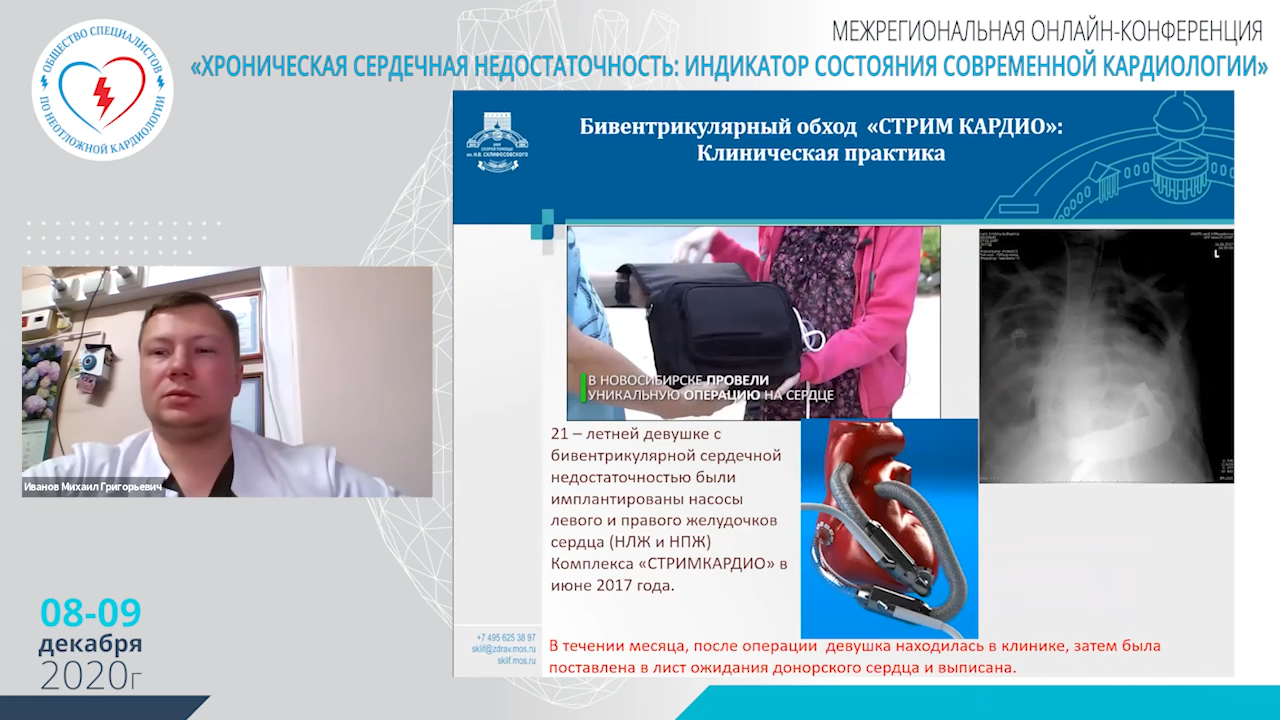 МЕЖРЕГИОНАЛЬНАЯ ОНЛАЙН-КОНФЕРЕНЦИЯ
«ХРОНИЧЕСКАЯ СЕРДЕЧНАЯ НЕДОСТАТОЧНОСТЬ: ИНДИКАТОР СОСТОЯНИЯ СОВРЕМЕННОЙ КАРДИОЛОГИИ»
ОБЩЕСТВО СПЕЦИАЛИСТОВ
ПО НЕОТЛОЖНОЙ КАРДИОЛОГИИ
Бивентрикулярный обход «СТРИМ КАРДИО»:
Клиническая практика
СКОРОЙ ПОМОЩИ
им. Н.В. СКЛИФОСОВСКОГО
L
В НОВОСИБИРСКЕ ПРОВЕЛИ
УНИКАЛЬНУЮ ОПЕРАЦИЮ НА СЕРДЦЕ
21 – летней девушке с
бивентрикулярной сердечной
недостаточностью были
имплантированы насосы
левого и правого желудочков
сердца (НЛЖ и НПЖ)
Комплекса «СТРИМКАРДИО» в
июне 2017 года.
Иванов Михаил Григорьевич
08-09
декабря
2020г
+7 495 625 38 97
sklif@zdrav.mos.ru
sklif.mos.ru
В течении месяца, после операции девушка находилась в клинике, затем была
поставлена в лист ожидания донорского сердца и выписана.